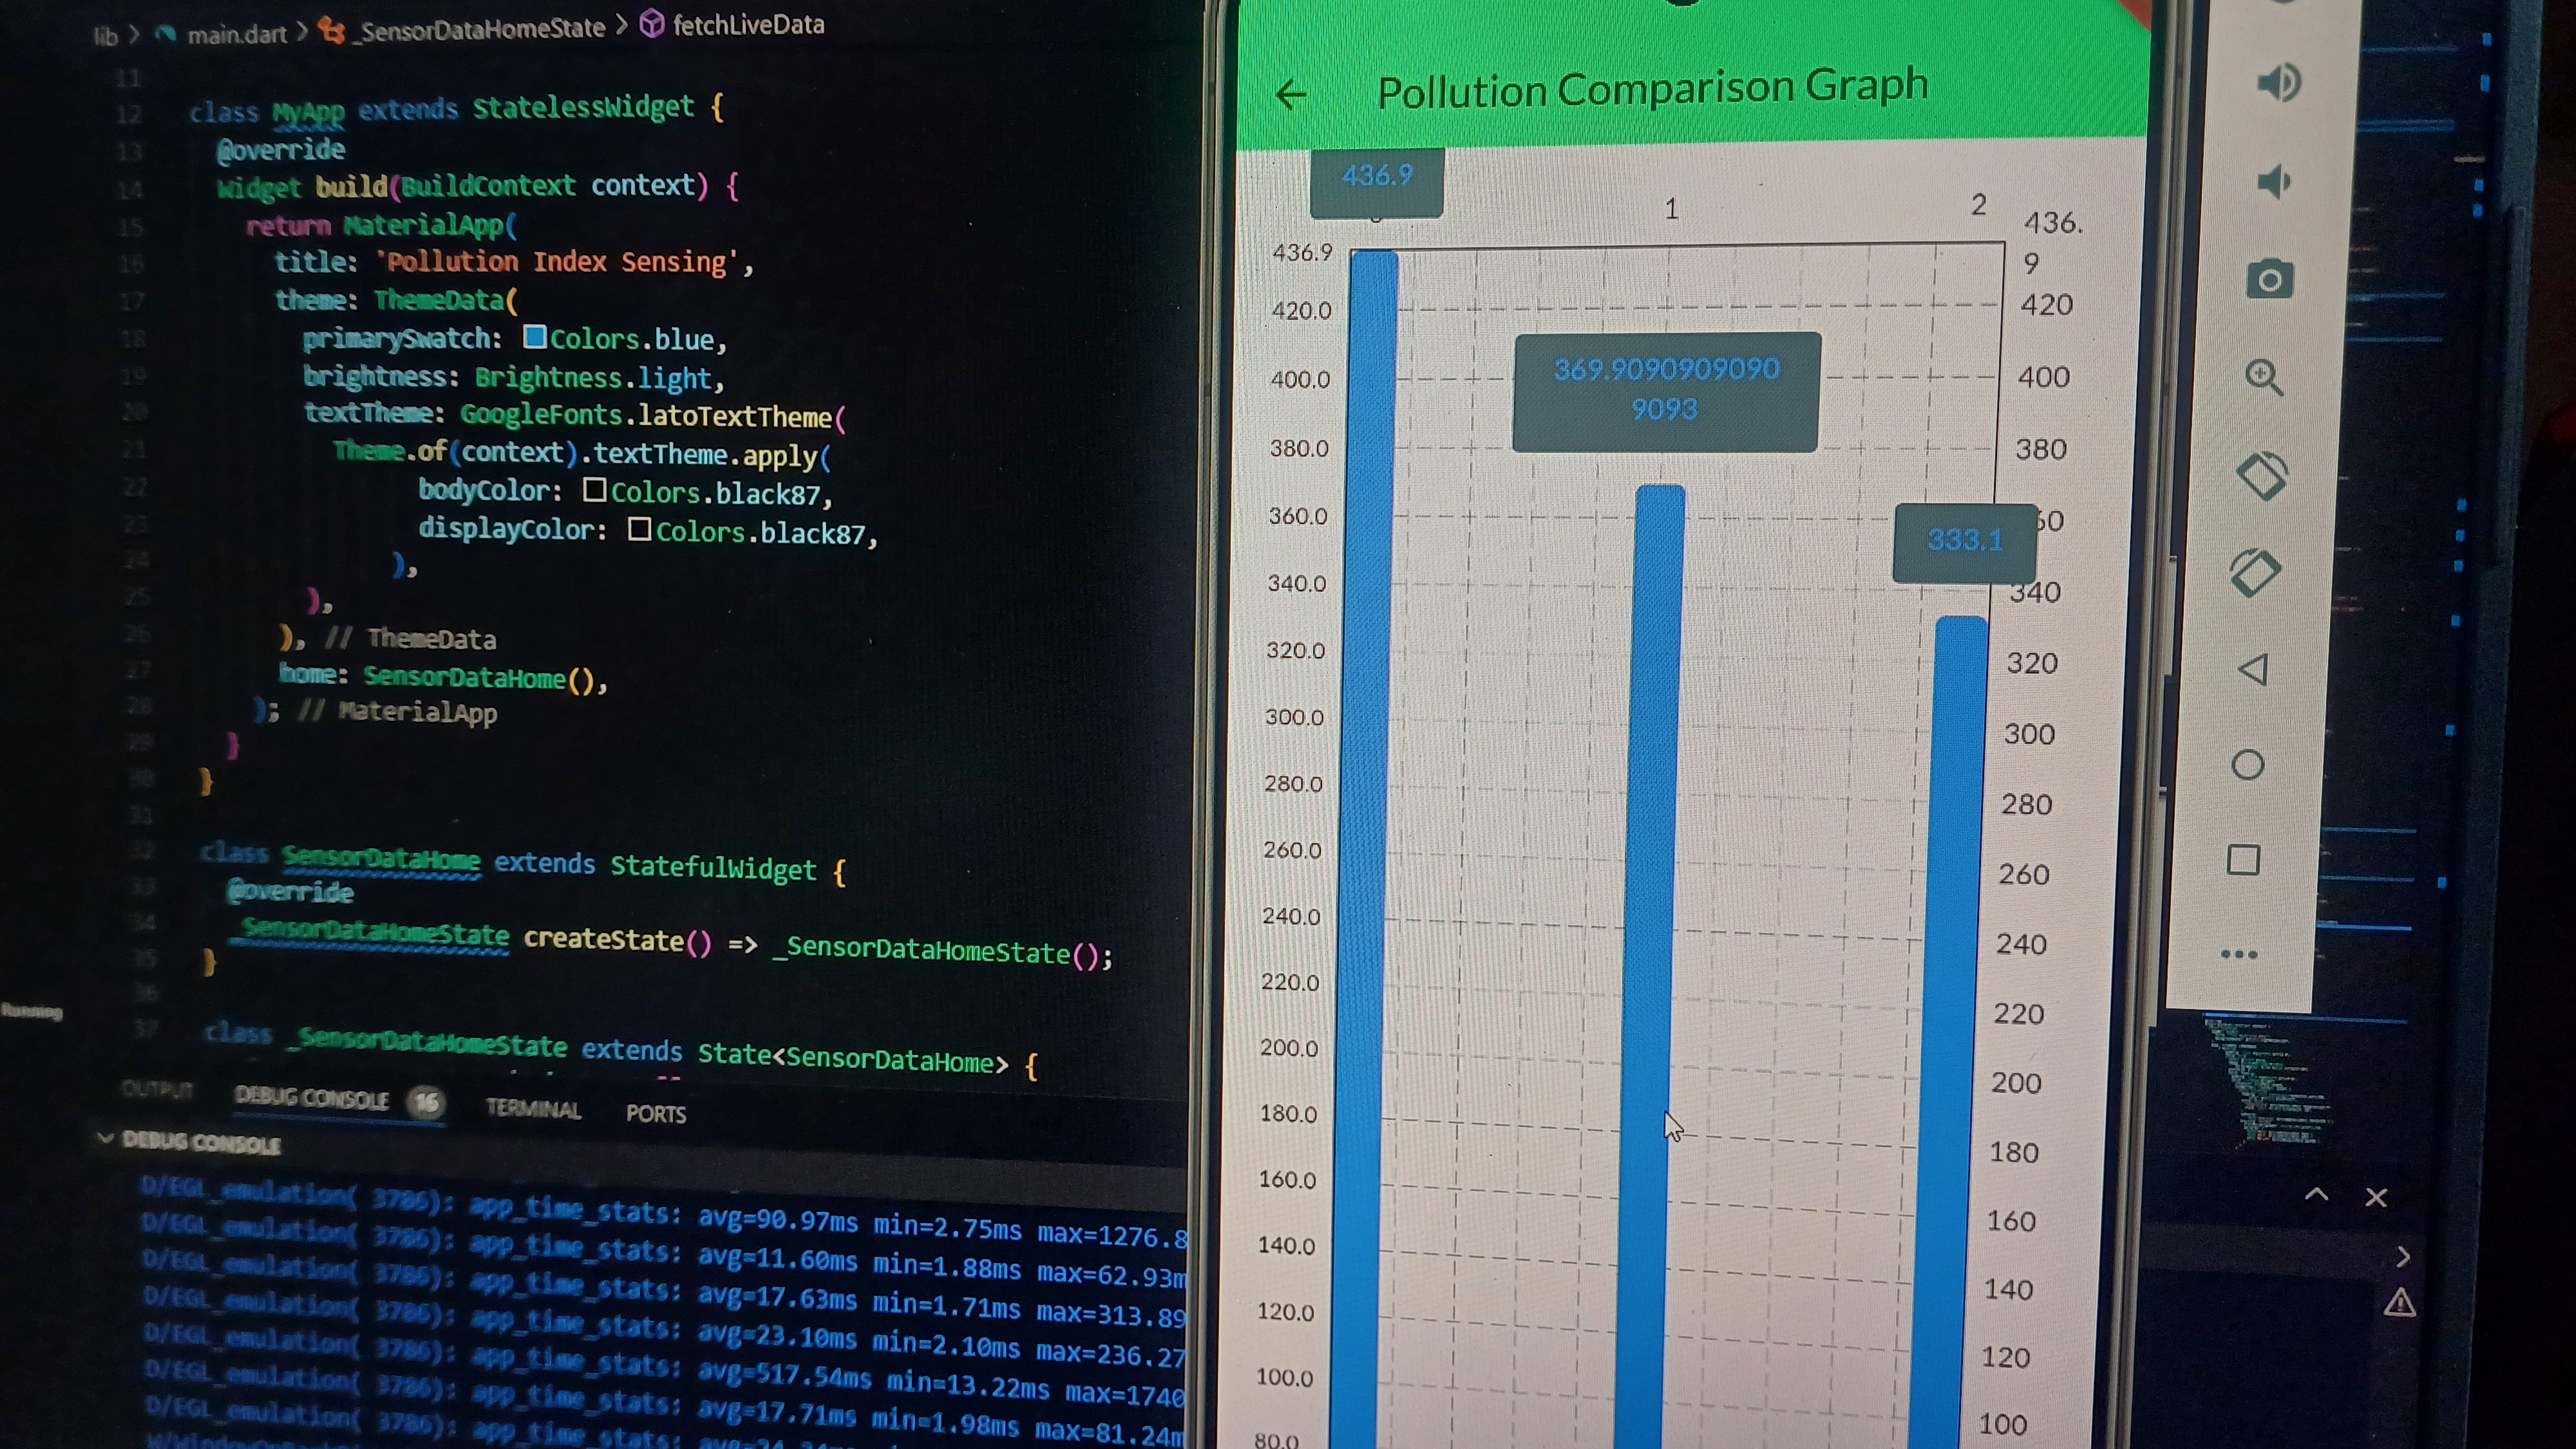 lib > main.dart > _SensorDataHomeState > fetchLiveData
11
12 class MyApp extends StatelessWidget {
13 @override
14 Widget build(BuildContext context) {
15 return MaterialApp(
16 title: 'Pollution Index Sensing',
17 theme: ThemeData(
18 primarySwatch: Colors.blue,
19 brightness: Brightness.light,
20 textTheme: GoogleFonts.latoTextTheme(
21 Theme.of(context).textTheme.apply(
22 bodyColor: Colors.black87,
23 displayColor: Colors.black87,
24 ),
25 ),
26 ), // ThemeData
27 home: SensorDataHome(),
28 ); // MaterialApp
29 }
30 }
31
32 class SensorDataHome extends StatefulWidget {
33 @override
34 _SensorDataHomeState createState() => _SensorDataHomeState();
35 }
36
37 class _SensorDataHomeState extends State<SensorDataHome> {
Running
OUTPUT DEBUG CONSOLE 16 TERMINAL PORTS
DEBUG CONSOLE
D/EGL_emulation( 3786): app_time_stats: avg=90.97ms min=2.75ms max=1276.8
D/EGL_emulation( 3786): app_time_stats: avg=11.60ms min=1.88ms max=62.93m
D/EGL_emulation( 3786): app_time_stats: avg=17.63ms min=1.71ms max=313.89
D/EGL_emulation( 3786): app_time_stats: avg=23.10ms min=2.10ms max=236.27
D/EGL_emulation( 3786): app_time_stats: avg=517.54ms min=13.22ms max=1740
D/EGL_emulation( 3786): app_time_stats: avg=17.71ms min=1.98ms max=81.24m
Pollution Comparison Graph
436.9
1
2
436.9
420.0
400.0
380.0
360.0
340.0
320.0
300.0
280.0
260.0
240.0
220.0
200.0
180.0
160.0
140.0
120.0
100.0
80.0
369.9090909090
9093
333.1
436.
9
420
400
380
60
340
320
300
280
260
240
220
200
180
160
140
120
100